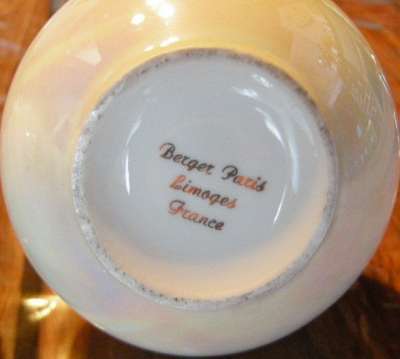 Berger Paris
Limoges
France